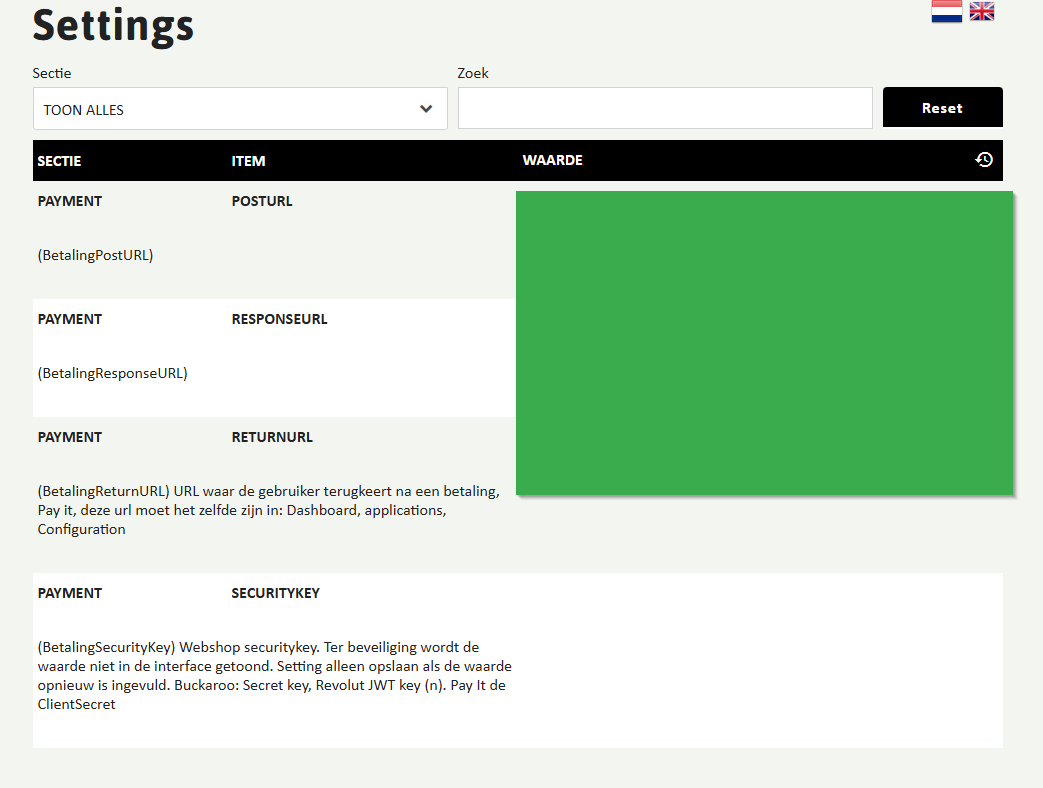 Settings
Sectie Zoek
TOON ALLES Reset
SECTIE ITEM WAARDE
PAYMENT POSTURL
(BetalingPostURL)
PAYMENT RESPONSEURL
(BetalingResponseURL)
PAYMENT RETURNURL
(BetalingReturnURL) URL waar de gebruiker terugkeert na een betaling,
Pay it, deze url moet het zelfde zijn in: Dashboard, applications,
Configuration
PAYMENT SECURITYKEY
(BetalingSecurityKey) Webshop securitykey. Ter beveiliging wordt de
waarde niet in de interface getoond. Setting alleen opslaan als de waarde
opnieuw is ingevuld. Buckaroo: Secret key, Revolut JWT key (n). Pay It de
ClientSecret